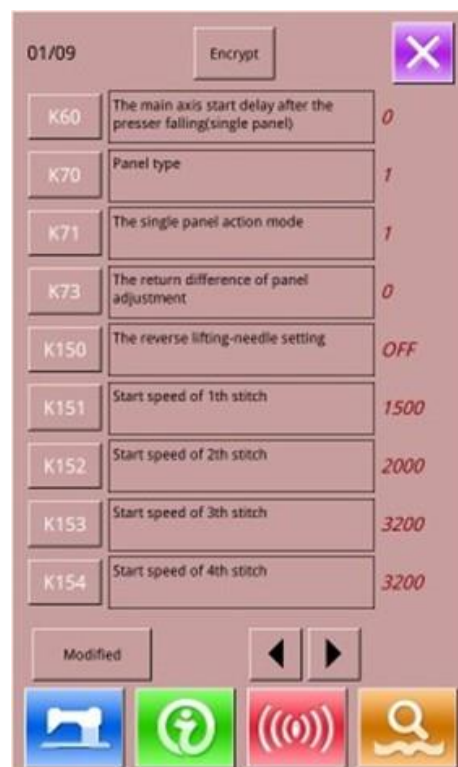 01/09
Encrypt
K60
The main axis start delay after the
presser falling(single panel)
0
K70
Panel type
1
K71
The single panel action mode
1
K73
The return difference of panel
adjustment
0
K150
The reverse lifting-needle setting
OFF
K151
Start speed of 1th stitch
1500
K152
Start speed of 2th stitch
2000
K153
Start speed of 3th stitch
3200
K154
Start speed of 4th stitch
3200
Modified